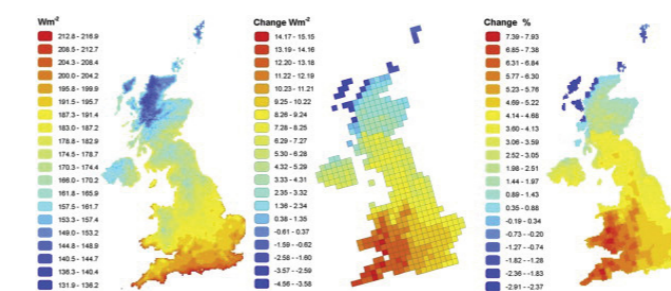 Wm⁻²
212.8 - 216.9
208.5 - 212.7
204.3 - 208.4
200.0 - 204.2
195.8 - 199.9
191.5 - 195.7
187.3 - 191.4
183.0 - 187.2
178.8 - 182.9
174.5 - 178.7
170.3 - 174.4
166.0 - 170.2
161.8 - 165.9
157.5 - 161.7
153.3 - 157.4
149.0 - 153.2
144.8 - 148.9
140.5 - 144.7
136.3 - 140.4
131.9 - 136.2
Change Wm⁻²
14.17 - 15.15
13.19 - 14.16
12.20 - 13.18
11.22 - 12.19
10.23 - 11.21
9.25 - 10.22
8.26 - 9.24
7.28 - 8.25
6.29 - 7.27
5.30 - 6.28
4.32 - 5.29
3.33 - 4.31
2.35 - 3.32
1.36 - 2.34
0.38 - 1.35
-0.61 - 0.37
-1.59 - -0.62
-2.58 - -1.60
-3.57 - -2.59
-4.56 - -3.58
Change %
7.39 - 7.93
6.85 - 7.38
6.31 - 6.84
5.77 - 6.30
5.23 - 5.76
4.69 - 5.22
4.14 - 4.68
3.60 - 4.13
3.06 - 3.59
2.52 - 3.05
1.98 - 2.51
1.44 - 1.97
0.89 - 1.43
0.35 - 0.88
-0.19 - 0.34
-0.73 - -0.20
-1.27 - -0.74
-1.82 - -1.28
-2.36 - -1.83
-2.91 - -2.37